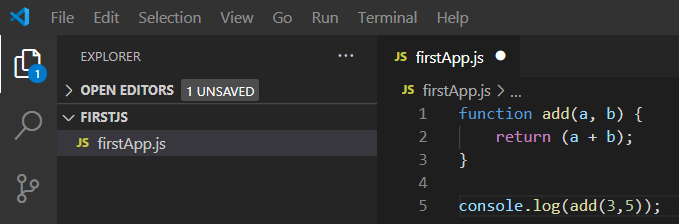 File Edit Selection View Go Run Terminal Help
EXPLORER ...
OPEN EDITORS 1 UNSAVED
FIRSTJS
JS firstApp.js
1
JS firstApp.js
JS firstApp.js > ...
1 function add(a, b) {
2     return (a + b);
3 }
4
5 console.log(add(3,5));